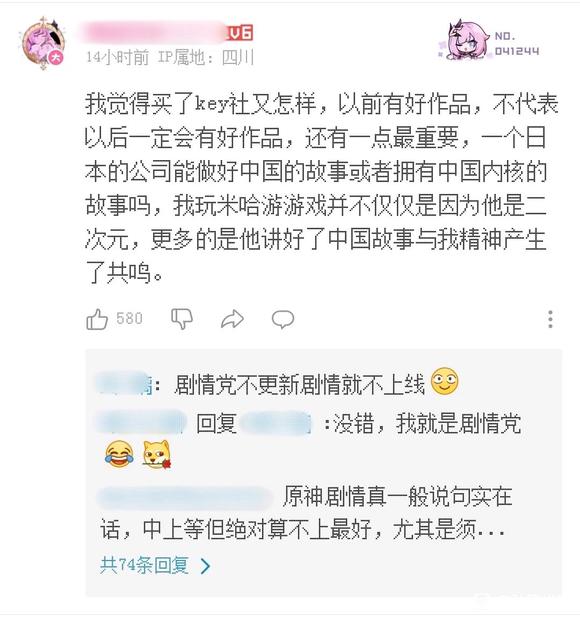 LV6
14小时前 IP属地：四川
NO.
041244
大
我觉得买了key社又怎样，以前有好作品，不代表
以后一定会有好作品，还有一点最重要，一个日
本的公司能做好中国的故事或者拥有中国内核的
故事吗，我玩米哈游游戏并不仅仅是因为他是二
次元，更多的是他讲好了中国故事与我精神产生
了共鸣。
580
：剧情党不更新剧情就不上线
回复 :没错，我就是剧情党
原神剧情真一般说句实在
话，中上等但绝对算不上最好，尤其是须...
共74条回复